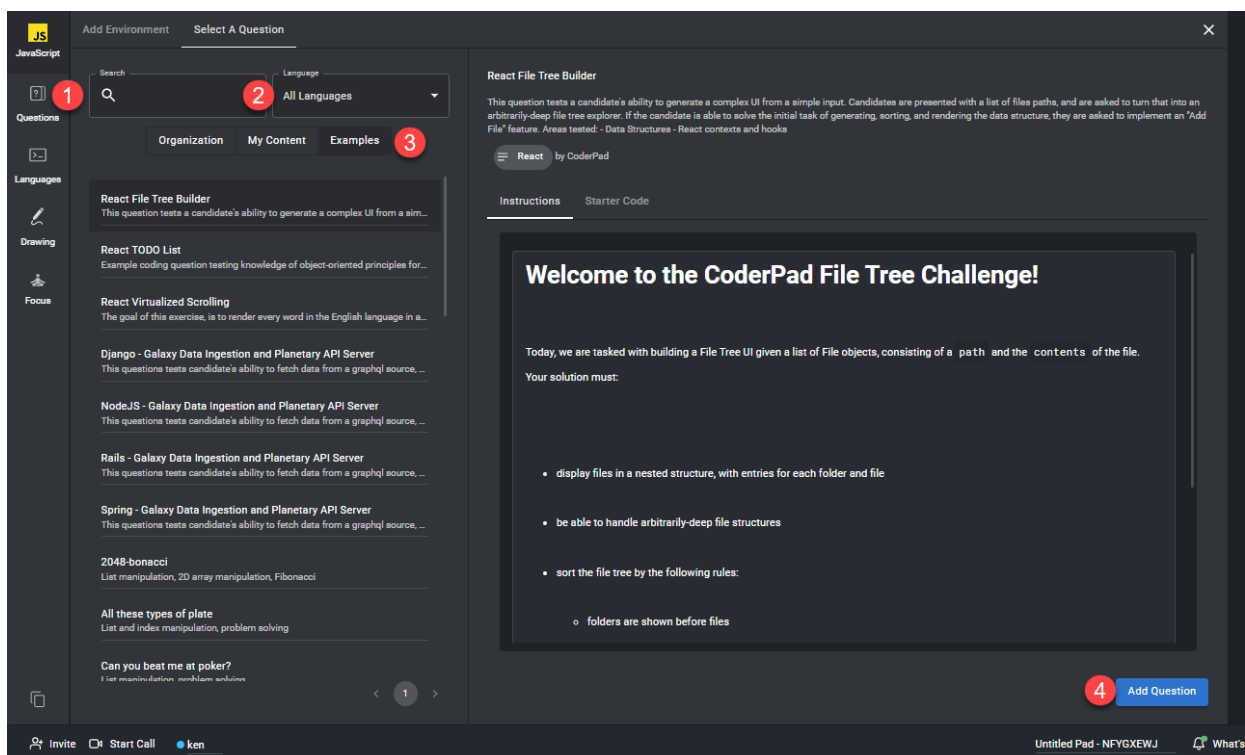 JS
JavaScript
Add Environment
Select A Question
1
Questions
Languages
Drawing
Focus
Search
2
Language
All Languages
Organization
My Content
Examples
3
React File Tree Builder
This question tests a candidate's ability to generate a complex UI from a sim...
React TODO List
Example coding question testing knowledge of object-oriented principles for...
React Virtualized Scrolling
The goal of this exercise, is to render every word in the English language in a...
Django - Galaxy Data Ingestion and Planetary API Server
This questions tests candidate's ability to fetch data from a graphql source, ...
NodeJS - Galaxy Data Ingestion and Planetary API Server
This questions tests candidate's ability to fetch data from a graphql source, ...
Rails - Galaxy Data Ingestion and Planetary API Server
This questions tests candidate's ability to fetch data from a graphql source, ...
Spring - Galaxy Data Ingestion and Planetary API Server
This questions tests candidate's ability to fetch data from a graphql source, ...
2048-bonacci
List manipulation, 2D array manipulation, Fibonacci
All these types of plate
List and index manipulation, problem solving
Can you beat me at poker?
List manipulation, problem solving
1
React File Tree Builder
This question tests a candidate's ability to generate a complex UI from a simple input. Candidates are presented with a list of files paths, and are asked to turn that into an
arbitrarily-deep file tree explorer. If the candidate is able to solve the initial task of generating, sorting, and rendering the data structure, they are asked to implement an "Add
File" feature. Areas tested: - Data Structures - React contexts and hooks
React by CoderPad
Instructions
Starter Code
Welcome to the CoderPad File Tree Challenge!
Today, we are tasked with building a File Tree UI given a list of File objects, consisting of a path and the contents of the file.
Your solution must:
• display files in a nested structure, with entries for each folder and file
• be able to handle arbitrarily-deep file structures
• sort the file tree by the following rules:
○ folders are shown before files
4
Add Question
Invite
Start Call
ken
Untitled Pad - NFYGXEWJ
What's